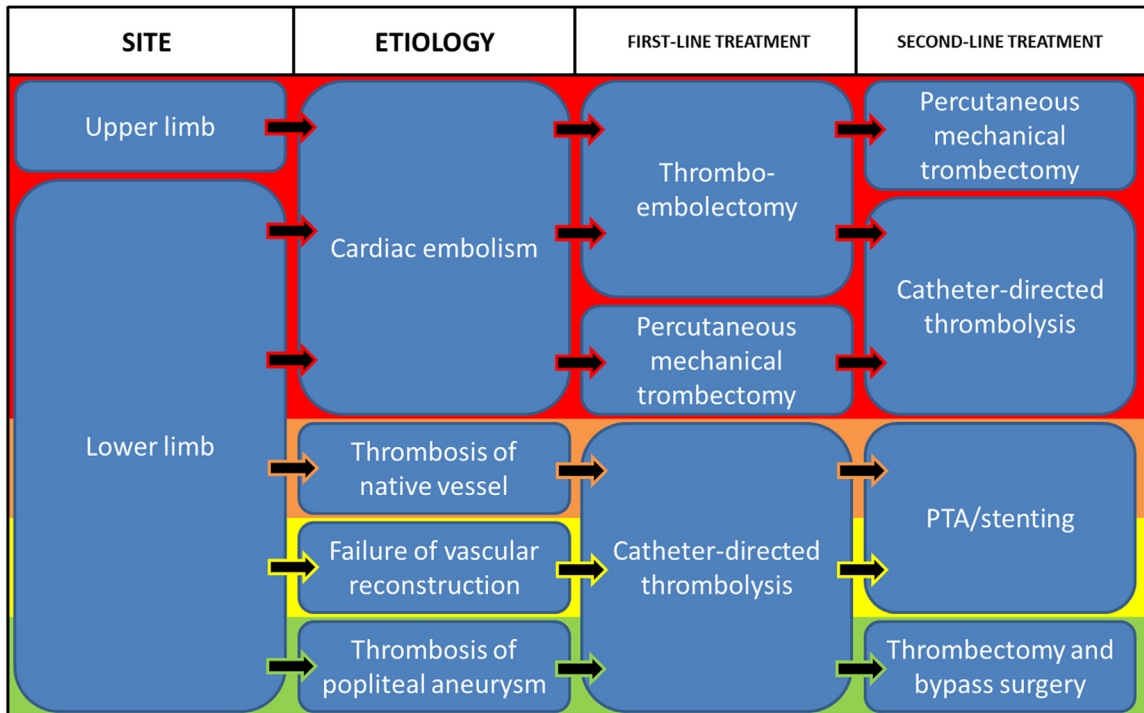 SITE
ETIOLOGY
FIRST-LINE TREATMENT
SECOND-LINE TREATMENT
Upper limb
Lower limb
Cardiac embolism
Thrombosis of
native vessel
Failure of vascular
reconstruction
Thrombosis of
popliteal aneurysm
Thrombo-
embolectomy
Percutaneous
mechanical
trombectomy
Catheter-directed
thrombolysis
Percutaneous
mechanical
trombectomy
Catheter-directed
thrombolysis
PTA/stenting
Thrombectomy and
bypass surgery